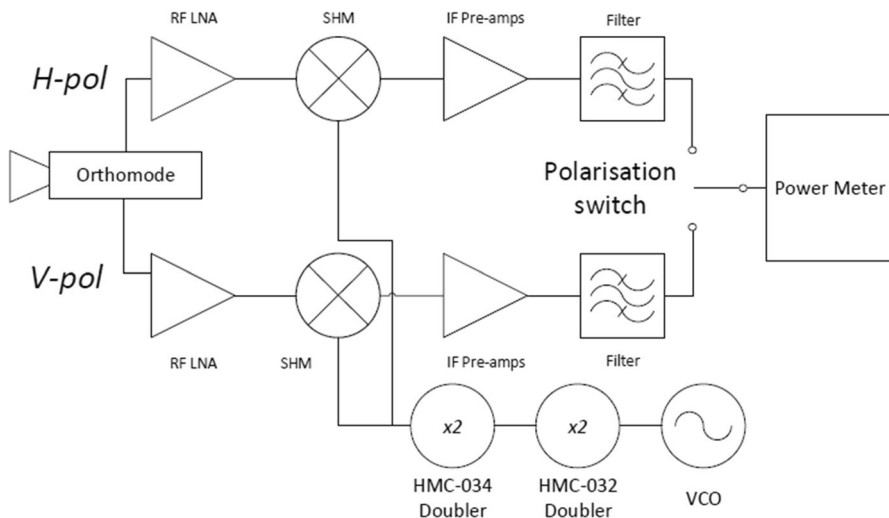 RF LNA
SHM
IF Pre-amps
Filter
H-pol
Orthomode
Polarisation
switch
Power Meter
V-pol
RF LNA
SHM
IF Pre-amps
Filter
x2
x2
HMC-034
Doubler
HMC-032
Doubler
VCO